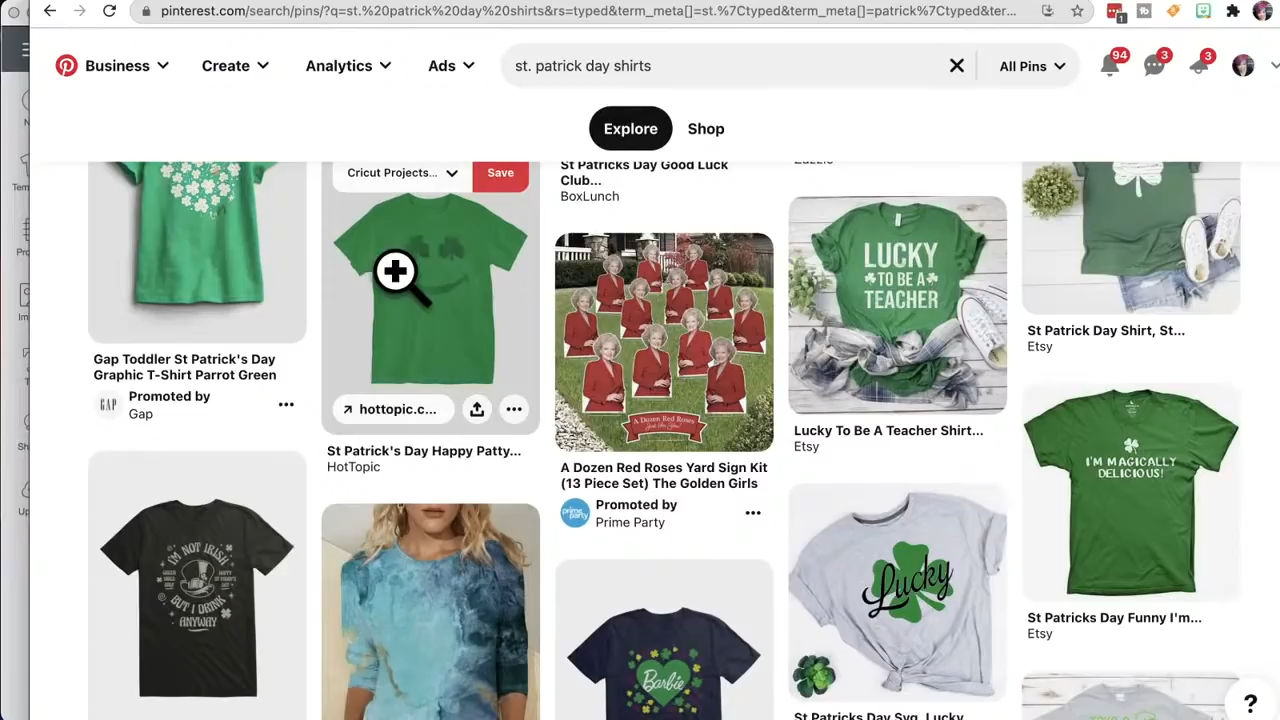 pinterest.com/search/pins/?q=st.%20patrick%20day%20shirts&rs=typed&term_meta[]=st.%7Ctyped&term_meta[]=patrick%7Ctyped&ter...
1
Business
Create
Analytics
Ads
st. patrick day shirts
All Pins
94
3
3
Explore
Shop
Cricut Projects...
Save
hottopic.c...
Gap Toddler St Patrick's Day
Graphic T-Shirt Parrot Green
GAP
Promoted by
Gap
St Patrick's Day Happy Patty...
HotTopic
St Patricks Day Good Luck
Club...
BoxLunch
A Dozen Red Roses
A Dozen Red Roses Yard Sign Kit
(13 Piece Set) The Golden Girls
prime
party
Promoted by
Prime Party
LUCKY
TO BE A
TEACHER
Lucky To Be A Teacher Shirt...
Etsy
St Patrick Day Shirt, St...
Etsy
I'M MAGICALLY
DELICIOUS!
St Patricks Day Funny I'm...
Etsy
I'M NOT IRISH
BUT I DRINK
ANYWAY
Barbie
Lucky
St Patricks Day Svg, Lucky
?